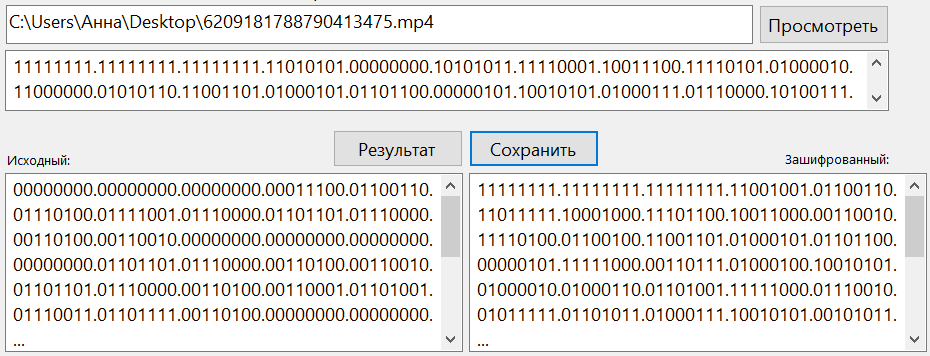 C:\Users\Анна\Desktop\6209181788790413475.mp4
Просмотреть
11111111.11111111.11111111.11010101.00000000.10101011.11110001.10011100.11110101.01000010.
11000000.01010110.11001101.01000101.01101100.00000101.10010101.01000111.01110000.10100111.
Результат
Сохранить
Исходный:
Зашифрованный:
00000000.00000000.00000000.00011100.01100110.
01110100.01111001.01110000.01101101.01110000.
00110100.00110010.00000000.00000000.00000000.
00000000.01101101.01110000.00110100.00110010.
01101101.01110000.00110100.00110001.01101001.
01110011.01101111.00110100.00000000.00000000.
...
11111111.11111111.11111111.11001001.01100110.
11011111.10001000.11101100.10011000.00110010.
11110100.01100100.11001101.01000101.01101100.
00000101.11111000.00110111.01000100.10010101.
01000010.01000110.01101001.11111000.01110010.
01011111.01101011.01000111.10010101.00101011.
...